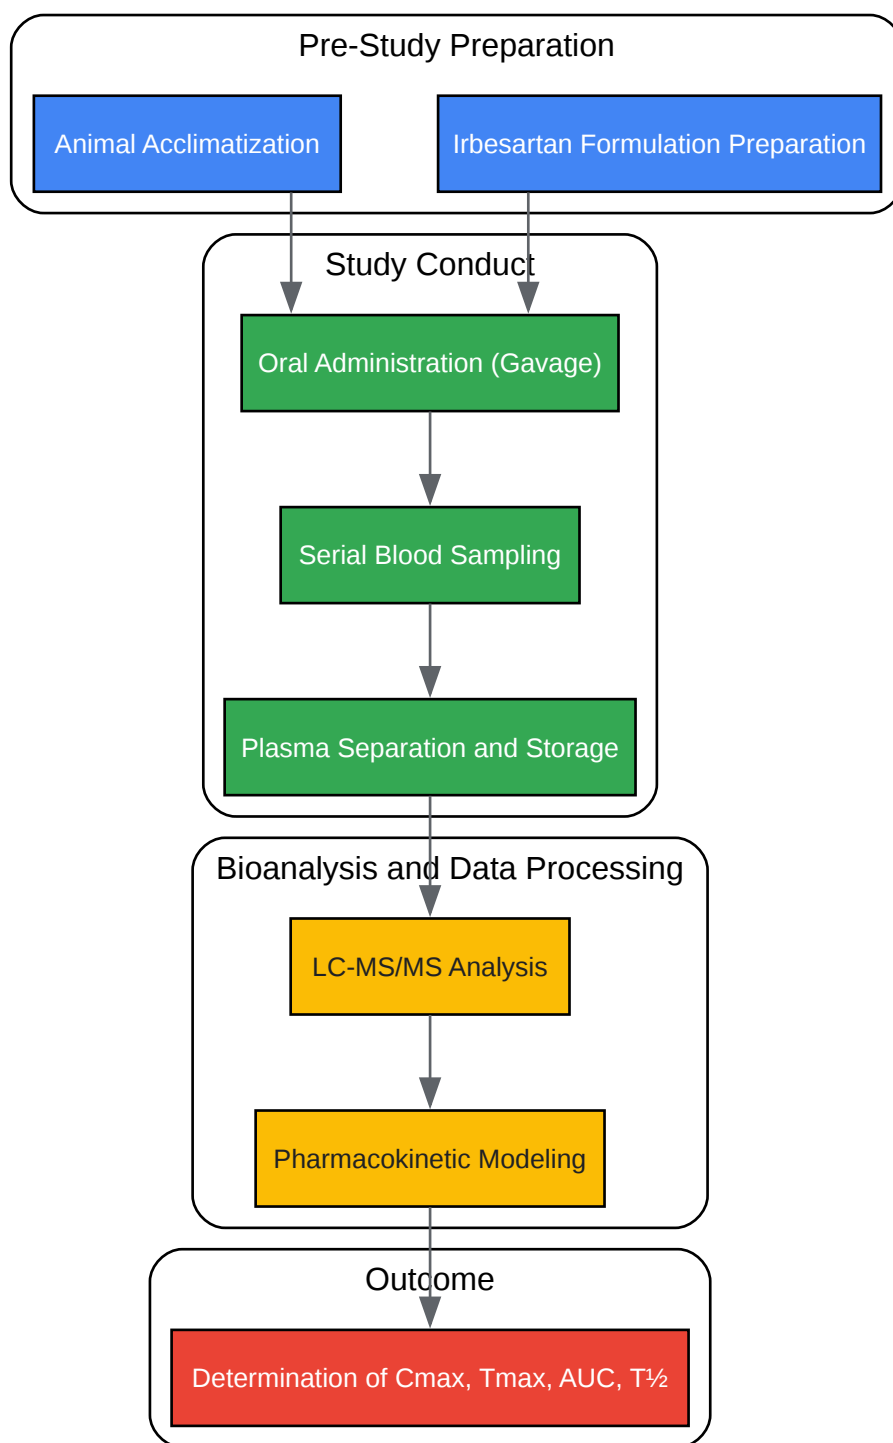 Pre-Study Preparation
Animal Acclimatization
Irbesartan Formulation Preparation
Study Conduct
Oral Administration (Gavage)
Serial Blood Sampling
Plasma Separation and Storage
Bioanalysis and Data Processing
LC-MS/MS Analysis
Pharmacokinetic Modeling
Outcome
Determination of Cmax, Tmax, AUC, T½